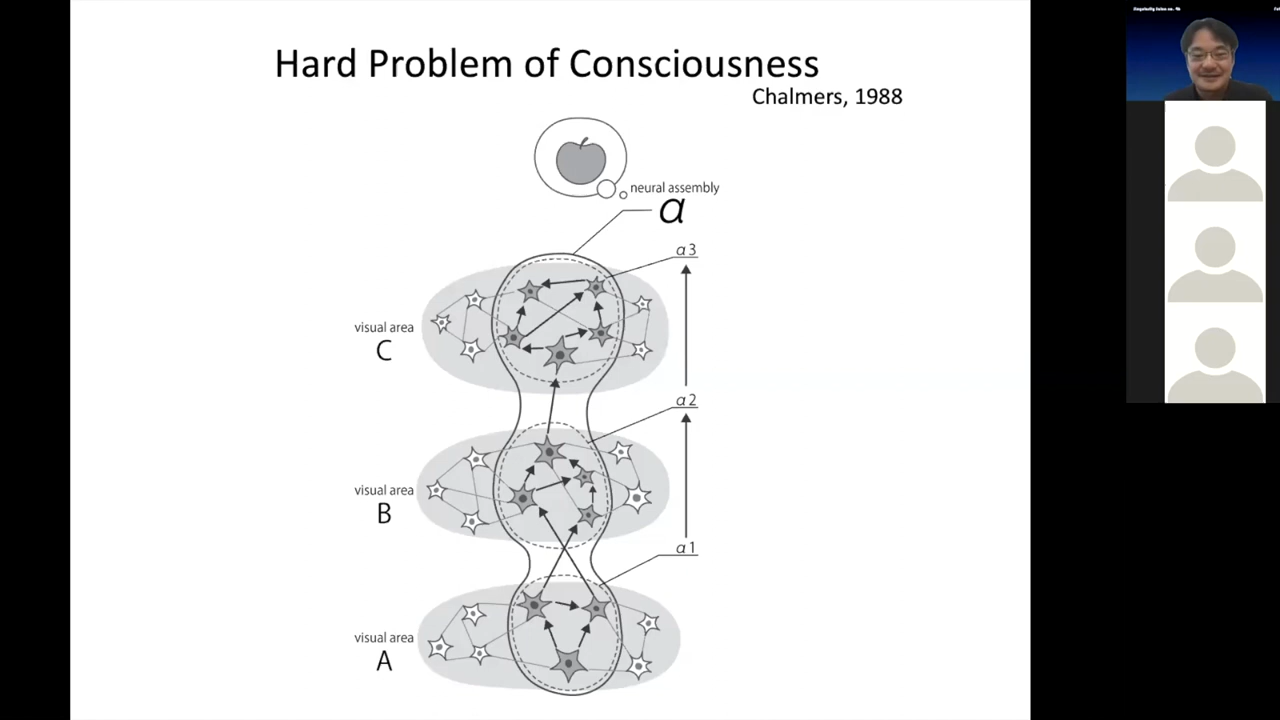 Hard Problem of Consciousness
Chalmers, 1988
neural assembly
α
α3
visual area
C
α2
visual area
B
α1
visual area
A